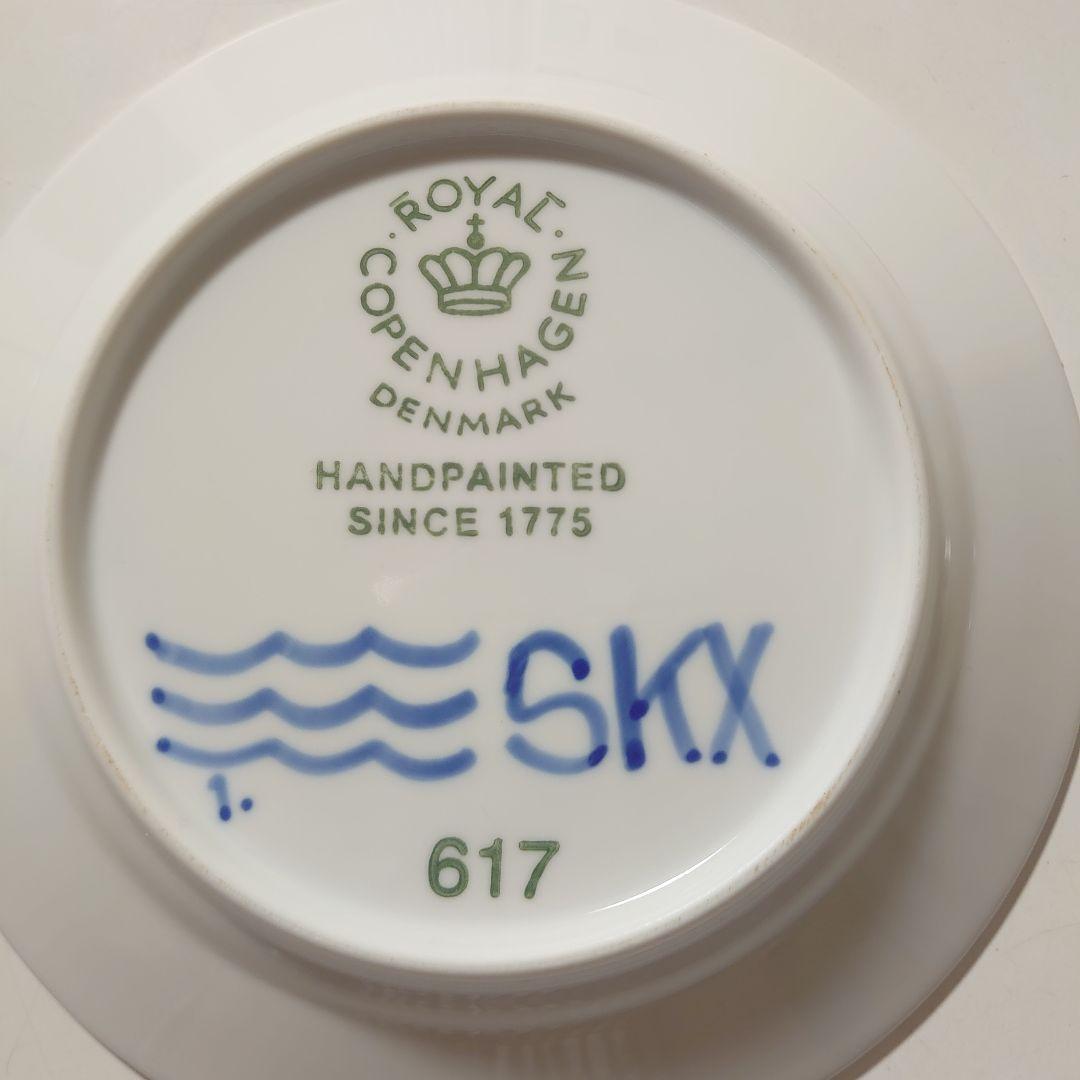 ROYAL
COPENHAGEN
DENMARK
HANDPAINTED
SINCE 1775
SKX
1.
617